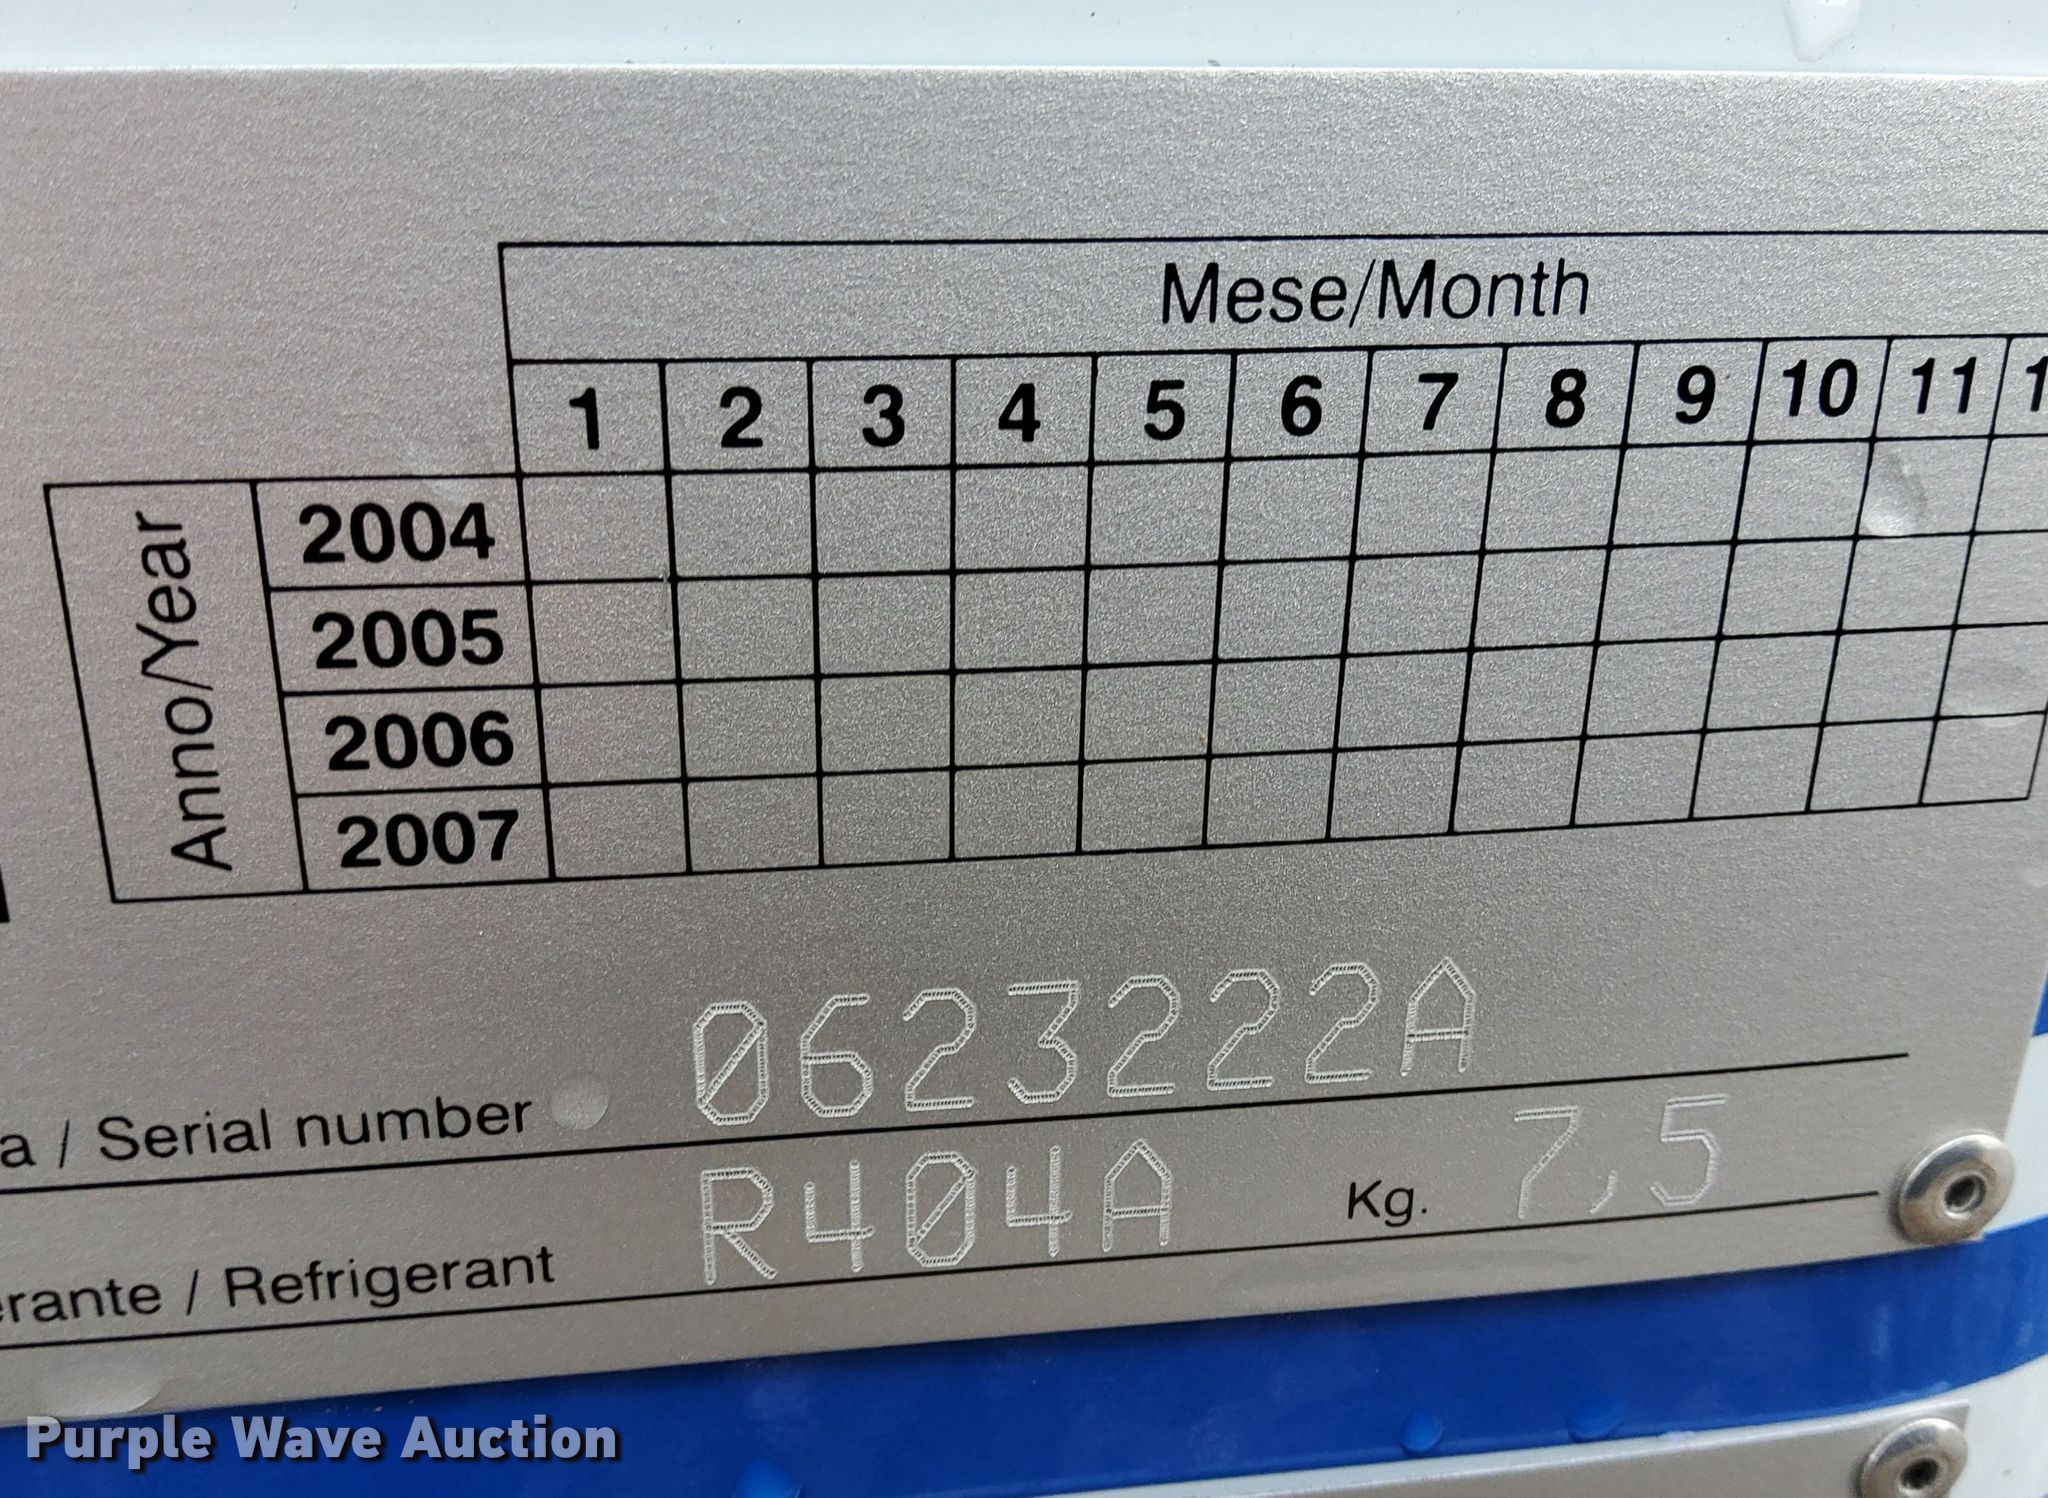 Mese/Month
1 2 3 4 5 6 7 8 9 10 11 1
Anno/Year
2004
2005
2006
2007
a / Serial number 0623222A
erante / Refrigerant R404A Kg. 7,5
Purple Wave Auction